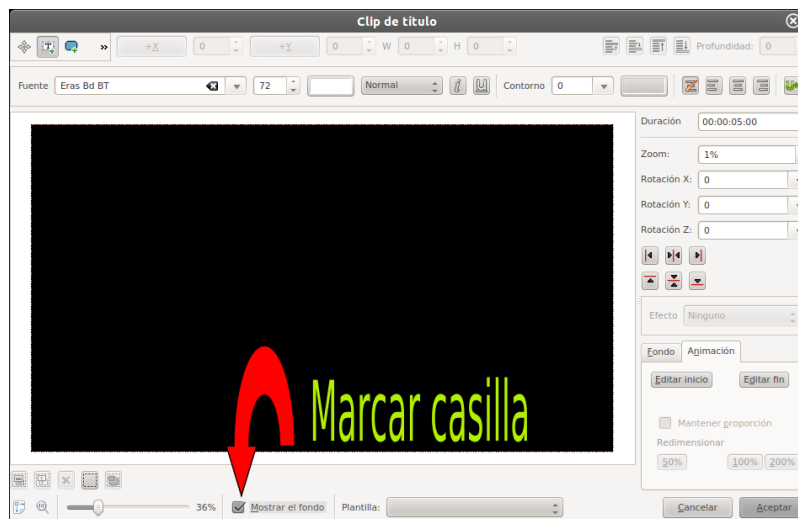 Clip de título
» +X 0 +Y 0 W 0 H 0 Profundidad: 0
Fuente Eras Bd BT 72 Normal i U Contorno 0
Duración 00:00:05:00
Zoom: 1%
Rotación X: 0
Rotación Y: 0
Rotación Z: 0
Efecto Ninguno
Fondo Animación
Editar inicio Editar fin
Marcar casilla
Mantener proporción
Redimensionar
50% 100% 200%
36% Mostrar el fondo Plantilla: Cancelar Aceptar